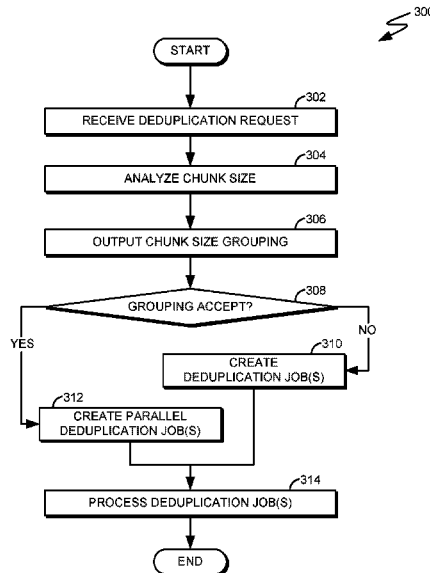 300
START
302
RECEIVE DEDUPLICATION REQUEST
304
ANALYZE CHUNK SIZE
306
OUTPUT CHUNK SIZE GROUPING
308
GROUPING ACCEPT?
YES
NO
310
CREATE
DEDUPLICATION JOB(S)
312
CREATE PARALLEL
DEDUPLICATION JOB(S)
314
PROCESS DEDUPLICATION JOB(S)
END